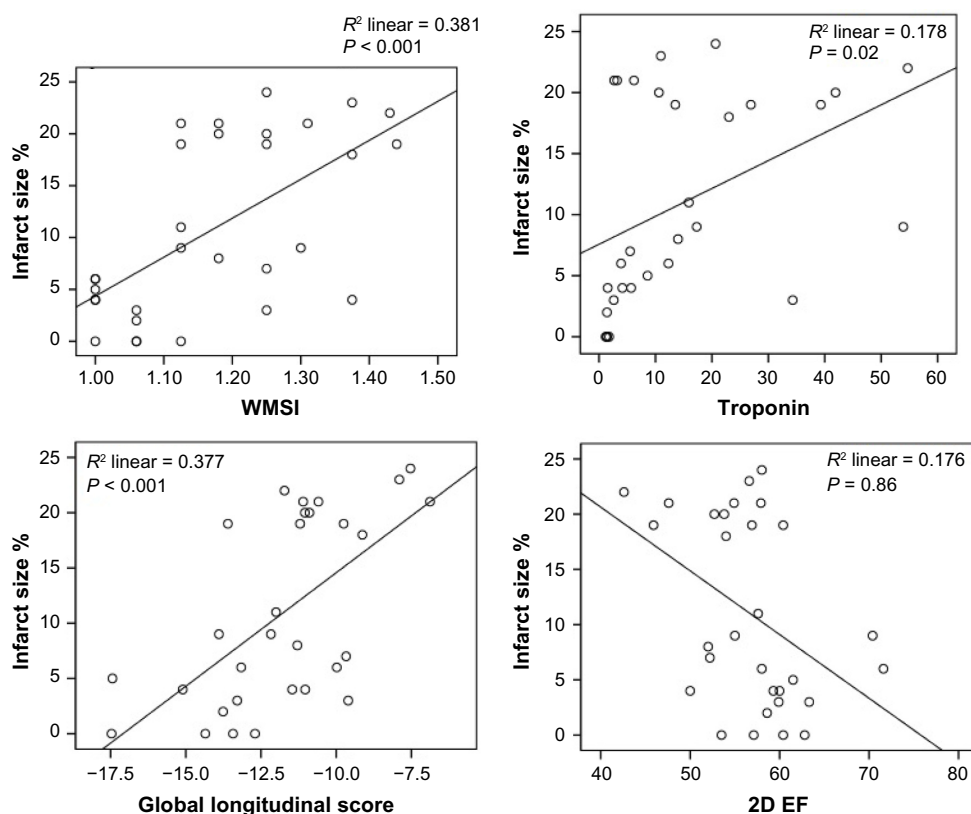 R² linear = 0.381
P < 0.001
25
20
15
10
5
0
Infarct size %
1.00 1.10 1.20 1.30 1.40 1.50
WMSI
R² linear = 0.178
P = 0.02
25
20
15
10
5
0
Infarct size %
0 10 20 30 40 50 60
Troponin
R² linear = 0.377
P < 0.001
25
20
15
10
5
0
Infarct size %
−17.5 −15.0 −12.5 −10.0 −7.5
Global longitudinal score
R² linear = 0.176
P = 0.86
25
20
15
10
5
0
Infarct size %
40 50 60 70 80
2D EF